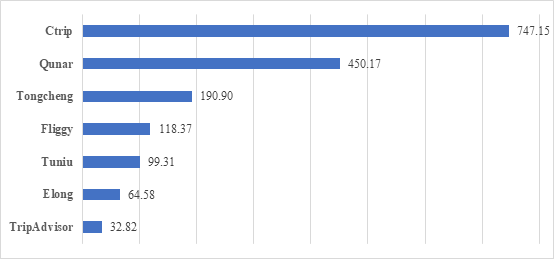 Ctrip 747.15
Qunar 450.17
Tongcheng 190.90
Fliggy 118.37
Tuniu 99.31
Elong 64.58
TripAdvisor 32.82